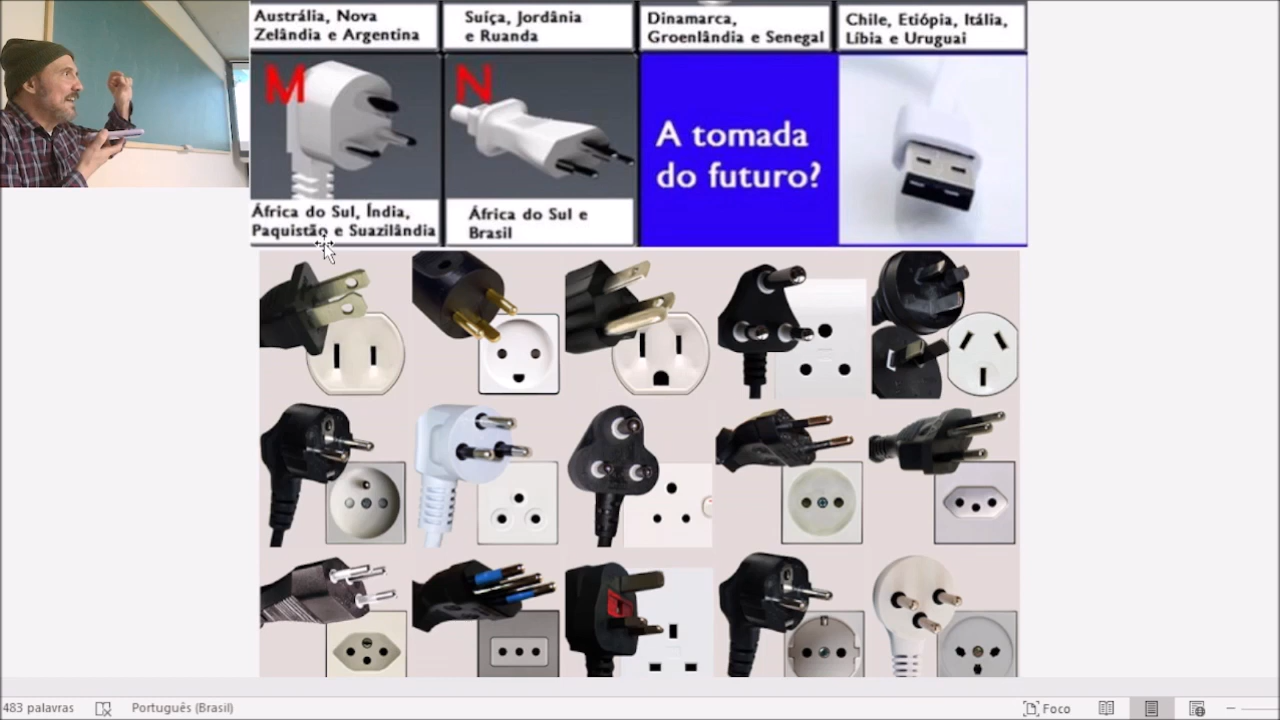 Austrália, Nova
Zelândia e Argentina
Suíça, Jordânia
e Ruanda
Dinamarca,
Groenlândia e Senegal
Chile, Etiópia, Itália,
Líbia e Uruguai
M
N
A tomada
do futuro?
África do Sul, Índia,
Paquistão e Suazilândia
África do Sul e
Brasil
483 palavras
Português (Brasil)
Foco